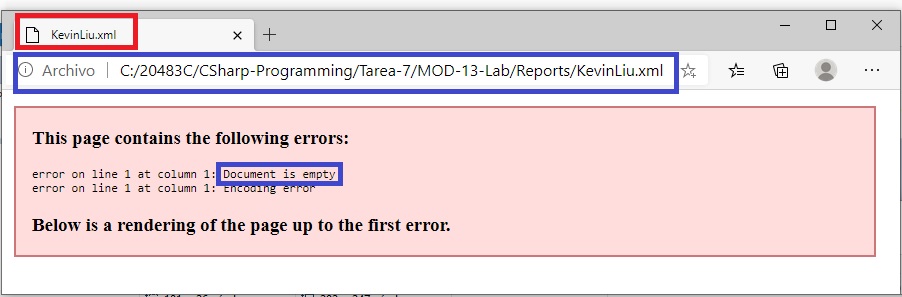 KevinLiu.xml
Archivo C:/20483C/CSharp-Programming/Tarea-7/MOD-13-Lab/Reports/KevinLiu.xml
This page contains the following errors:
error on line 1 at column 1: Document is empty
error on line 1 at column 1: Encoding error
Below is a rendering of the page up to the first error.